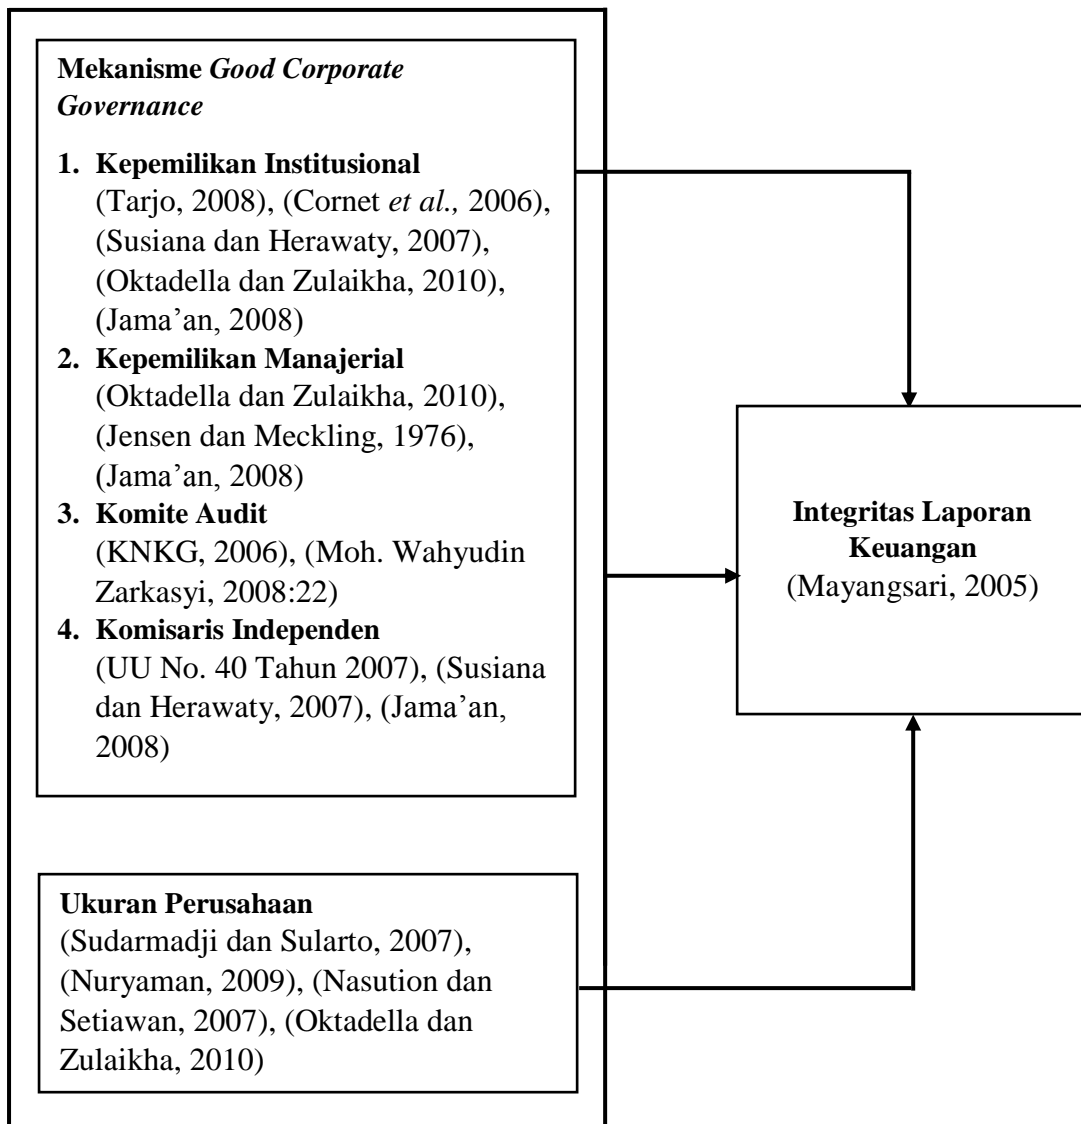 Mekanisme Good Corporate
Governance
1. Kepemilikan Institusional
(Tarjo, 2008), (Cornet et al., 2006),
(Susiana dan Herawaty, 2007),
(Oktadella dan Zulaikha, 2010),
(Jama’an, 2008)
2. Kepemilikan Manajerial
(Oktadella dan Zulaikha, 2010),
(Jensen dan Meckling, 1976),
(Jama’an, 2008)
3. Komite Audit
(KNKG, 2006), (Moh. Wahyudin
Zarkasyi, 2008:22)
4. Komisaris Independen
(UU No. 40 Tahun 2007), (Susiana
dan Herawaty, 2007), (Jama’an,
2008)
Ukuran Perusahaan
(Sudarmadji dan Sularto, 2007),
(Nuryaman, 2009), (Nasution dan
Setiawan, 2007), (Oktadella dan
Zulaikha, 2010)
Integritas Laporan
Keuangan
(Mayangsari, 2005)